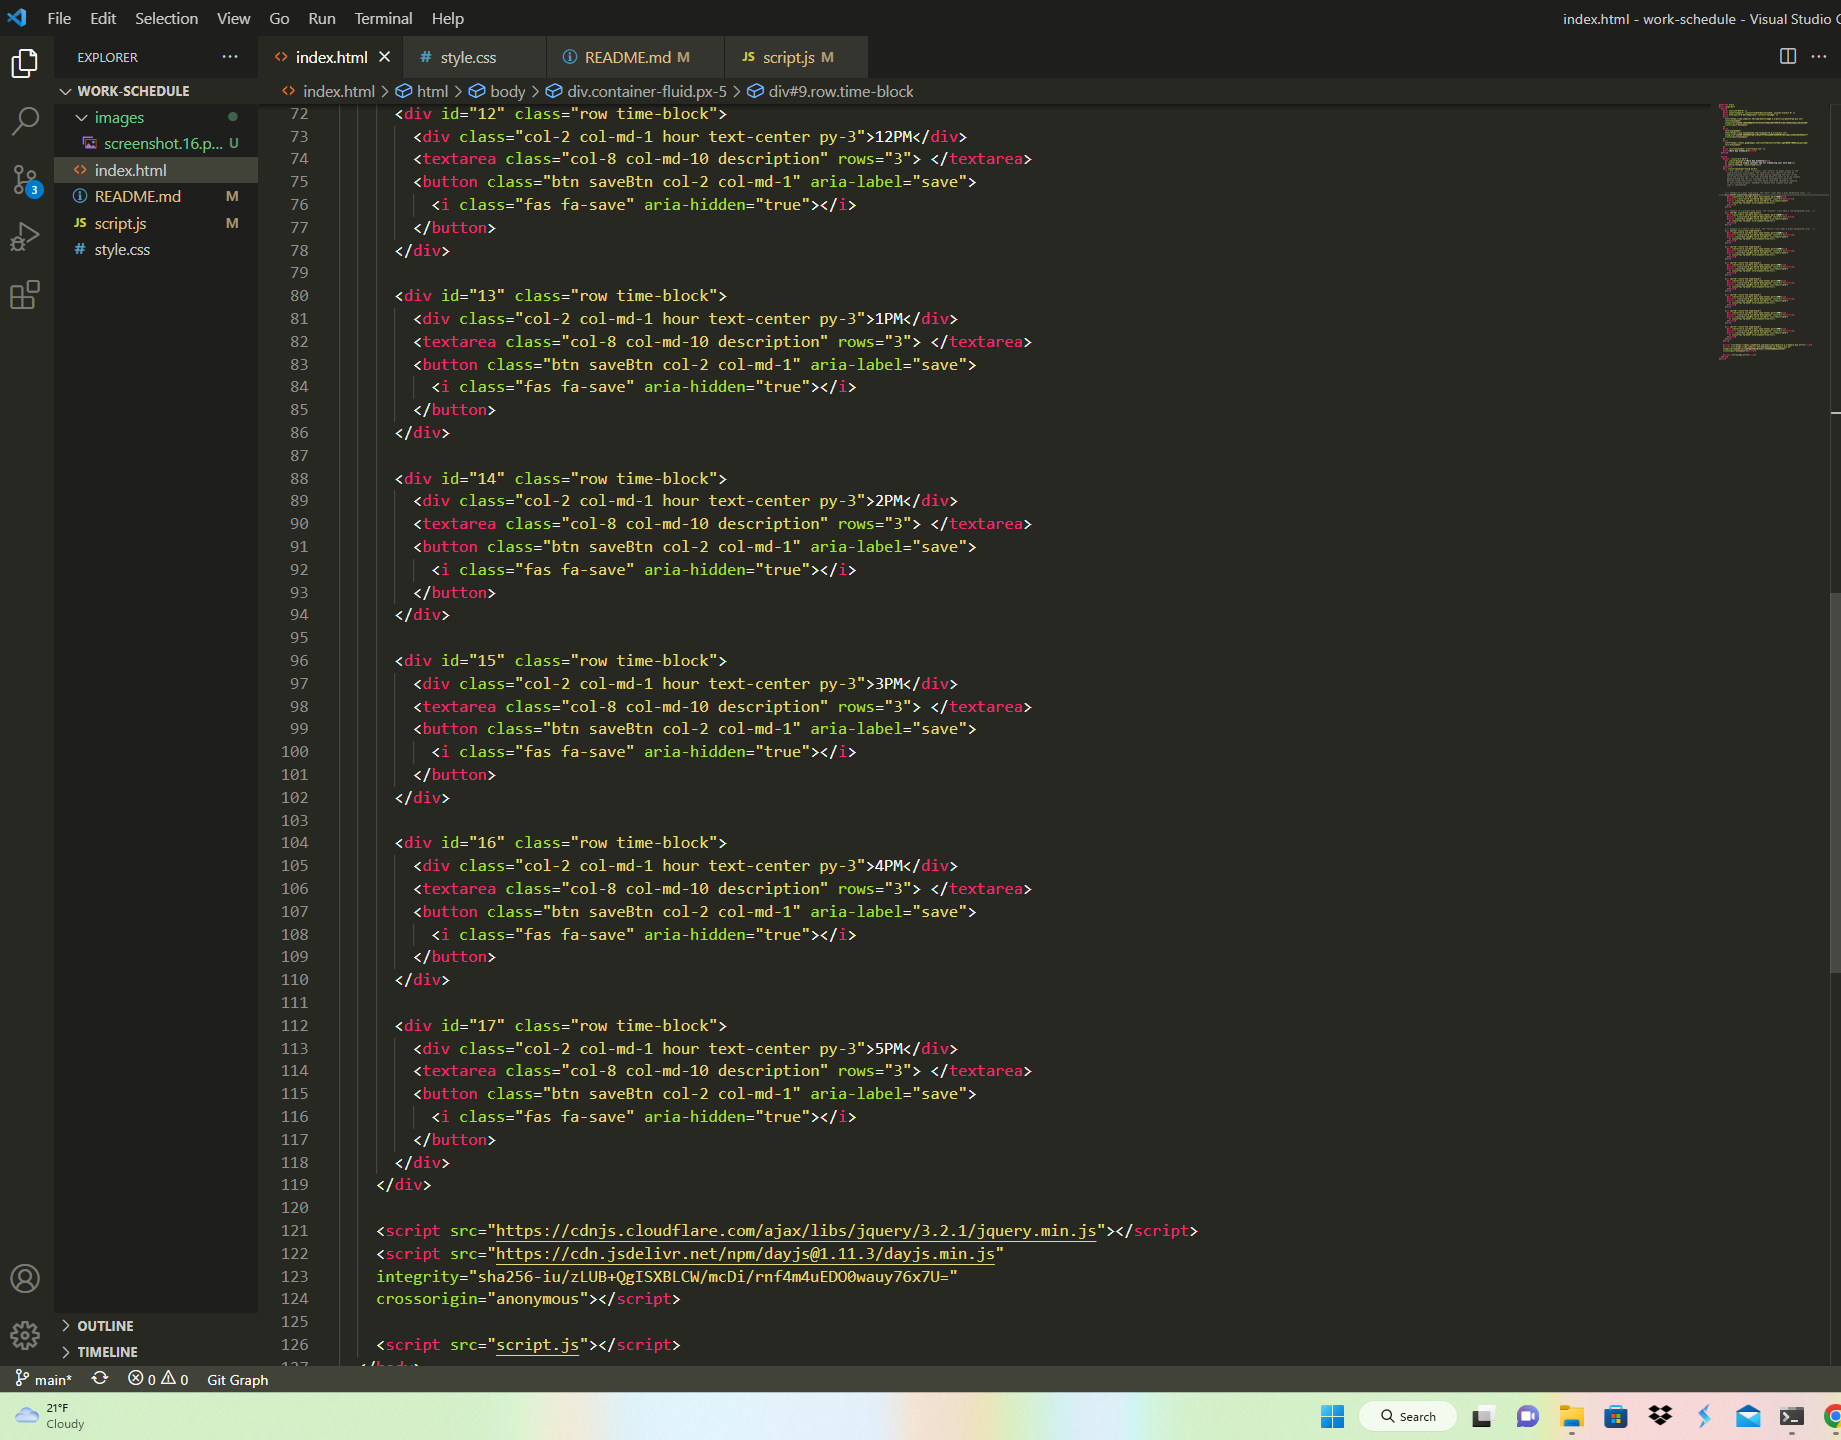 File Edit Selection View Go Run Terminal Help
index.html - work-schedule - Visual Studio C
EXPLORER
index.html style.css README.md M script.js M
WORK-SCHEDULE
index.html > html > body > div.container-fluid.px-5 > div#9.row.time-block
images
screenshot.16.p... U
index.html
README.md M
script.js M
style.css
3
72 <div id="12" class="row time-block">
73 <div class="col-2 col-md-1 hour text-center py-3">12PM</div>
74 <textarea class="col-8 col-md-10 description" rows="3"> </textarea>
75 <button class="btn saveBtn col-2 col-md-1" aria-label="save">
76 <i class="fas fa-save" aria-hidden="true"></i>
77 </button>
78 </div>
79
80 <div id="13" class="row time-block">
81 <div class="col-2 col-md-1 hour text-center py-3">1PM</div>
82 <textarea class="col-8 col-md-10 description" rows="3"> </textarea>
83 <button class="btn saveBtn col-2 col-md-1" aria-label="save">
84 <i class="fas fa-save" aria-hidden="true"></i>
85 </button>
86 </div>
87
88 <div id="14" class="row time-block">
89 <div class="col-2 col-md-1 hour text-center py-3">2PM</div>
90 <textarea class="col-8 col-md-10 description" rows="3"> </textarea>
91 <button class="btn saveBtn col-2 col-md-1" aria-label="save">
92 <i class="fas fa-save" aria-hidden="true"></i>
93 </button>
94 </div>
95
96 <div id="15" class="row time-block">
97 <div class="col-2 col-md-1 hour text-center py-3">3PM</div>
98 <textarea class="col-8 col-md-10 description" rows="3"> </textarea>
99 <button class="btn saveBtn col-2 col-md-1" aria-label="save">
100 <i class="fas fa-save" aria-hidden="true"></i>
101 </button>
102 </div>
103
104 <div id="16" class="row time-block">
105 <div class="col-2 col-md-1 hour text-center py-3">4PM</div>
106 <textarea class="col-8 col-md-10 description" rows="3"> </textarea>
107 <button class="btn saveBtn col-2 col-md-1" aria-label="save">
108 <i class="fas fa-save" aria-hidden="true"></i>
109 </button>
110 </div>
111
112 <div id="17" class="row time-block">
113 <div class="col-2 col-md-1 hour text-center py-3">5PM</div>
114 <textarea class="col-8 col-md-10 description" rows="3"> </textarea>
115 <button class="btn saveBtn col-2 col-md-1" aria-label="save">
116 <i class="fas fa-save" aria-hidden="true"></i>
117 </button>
118 </div>
119 </div>
120
121 <script src="https://cdnjs.cloudflare.com/ajax/libs/jquery/3.2.1/jquery.min.js"></script>
122 <script src="https://cdn.jsdelivr.net/npm/dayjs@1.11.3/dayjs.min.js"
123 integrity="sha256-iu/zLUB+QgISXBLCW/mcDi/rnf4m4uEDO0wauy76x7U="
124 crossorigin="anonymous"></script>
125
126 <script src="script.js"></script>
127 </body>
OUTLINE
TIMELINE
main* 0 0 Git Graph
21°F
Cloudy
Search